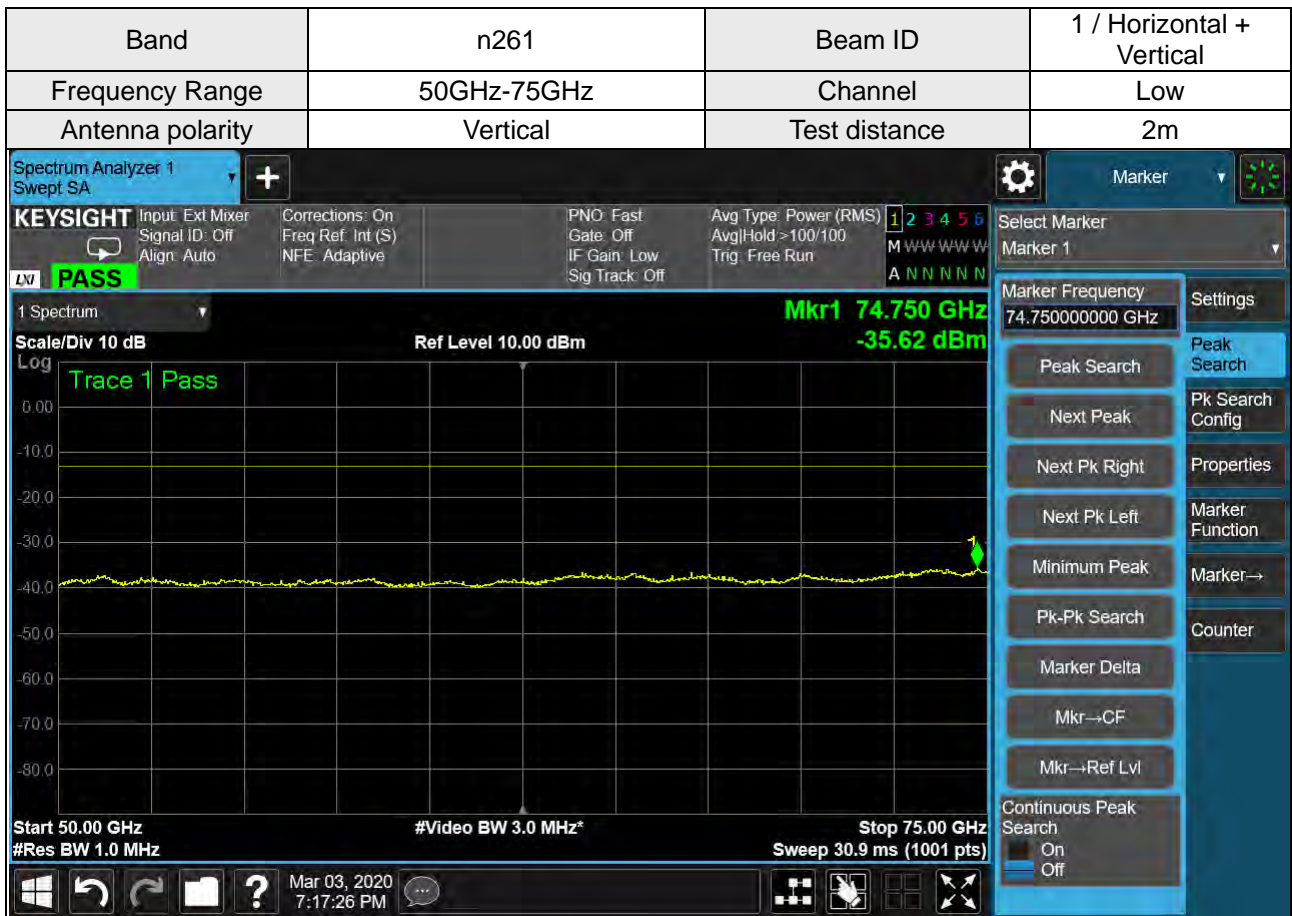 Band n261 Beam ID 1 / Horizontal +
Vertical
Frequency Range 50GHz-75GHz Channel Low
Antenna polarity Vertical Test distance 2m
Spectrum Analyzer 1
Swept SA
+
Marker
KEYSIGHT
LXI
PASS
Input: Ext Mixer
Signal ID: Off
Align: Auto
Corrections: On
Freq Ref: Int (S)
NFE: Adaptive
PNO: Fast
Gate: Off
IF Gain: Low
Sig Track: Off
Avg Type: Power (RMS)
Avg|Hold >100/100
Trig: Free Run
1 2 3 4 5 6
M W W W W W
A N N N N N
Select Marker
Marker 1
1 Spectrum
Scale/Div 10 dB
Log
Ref Level 10.00 dBm
Mkr1 74.750 GHz
-35.62 dBm
Trace 1 Pass
0.00
-10.0
-20.0
-30.0
-40.0
-50.0
-60.0
-70.0
-80.0
1
Start 50.00 GHz
#Res BW 1.0 MHz
#Video BW 3.0 MHz*
Stop 75.00 GHz
Sweep 30.9 ms (1001 pts)
Marker Frequency
74.750000000 GHz
Peak Search
Next Peak
Next Pk Right
Next Pk Left
Minimum Peak
Pk-Pk Search
Marker Delta
Mkr→CF
Mkr→Ref Lvl
Continuous Peak
Search
On
Off
Settings
Peak
Search
Pk Search
Config
Properties
Marker
Function
Marker→
Counter
?
Mar 03, 2020
7:17:26 PM